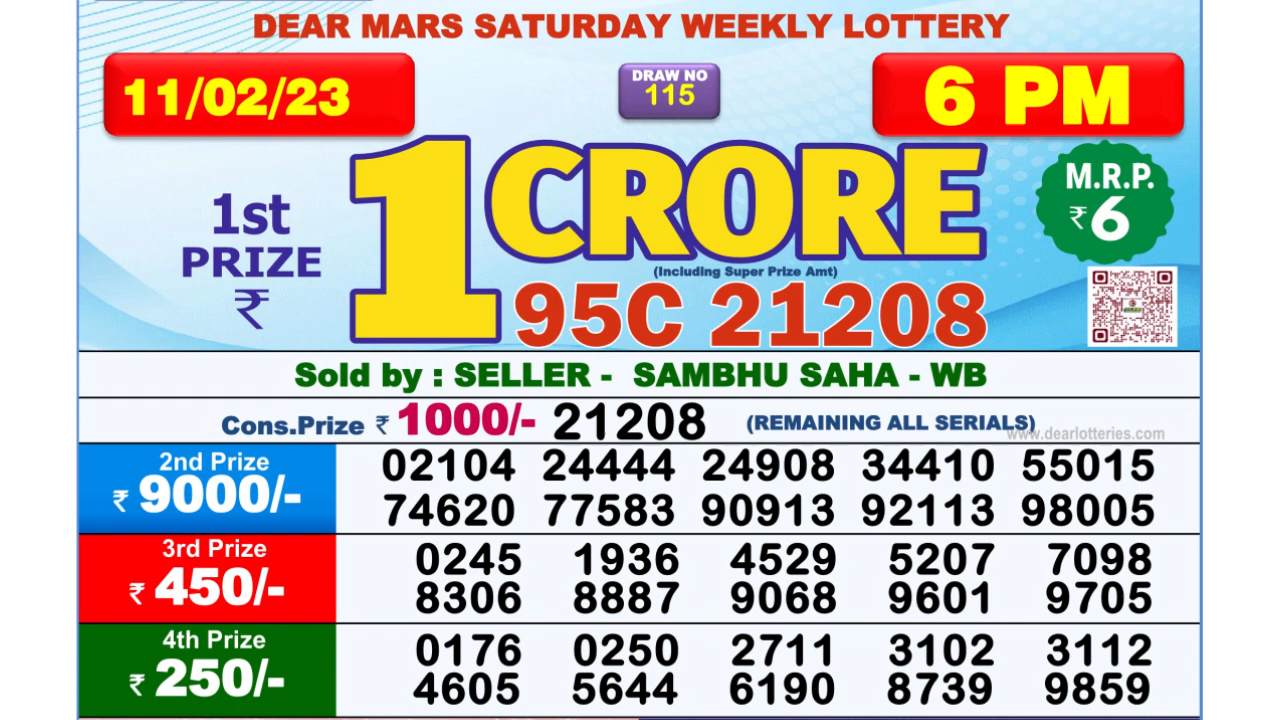 DEAR MARS SATURDAY WEEKLY LOTTERY
11/02/23
DRAW NO
115
6 PM
1st
PRIZE
₹
1 CRORE
(Including Super Prize Amt)
M.R.P.
₹ 6
95C 21208
Sold by : SELLER - SAMBHU SAHA - WB
Cons.Prize ₹ 1000/- 21208 (REMAINING ALL SERIALS)
www.dearlotteries.com
2nd Prize
₹ 9000/-
02104 24444 24908 34410 55015
74620 77583 90913 92113 98005
3rd Prize
₹ 450/-
0245 1936 4529 5207 7098
8306 8887 9068 9601 9705
4th Prize
₹ 250/-
0176 0250 2711 3102 3112
4605 5644 6190 8739 9859